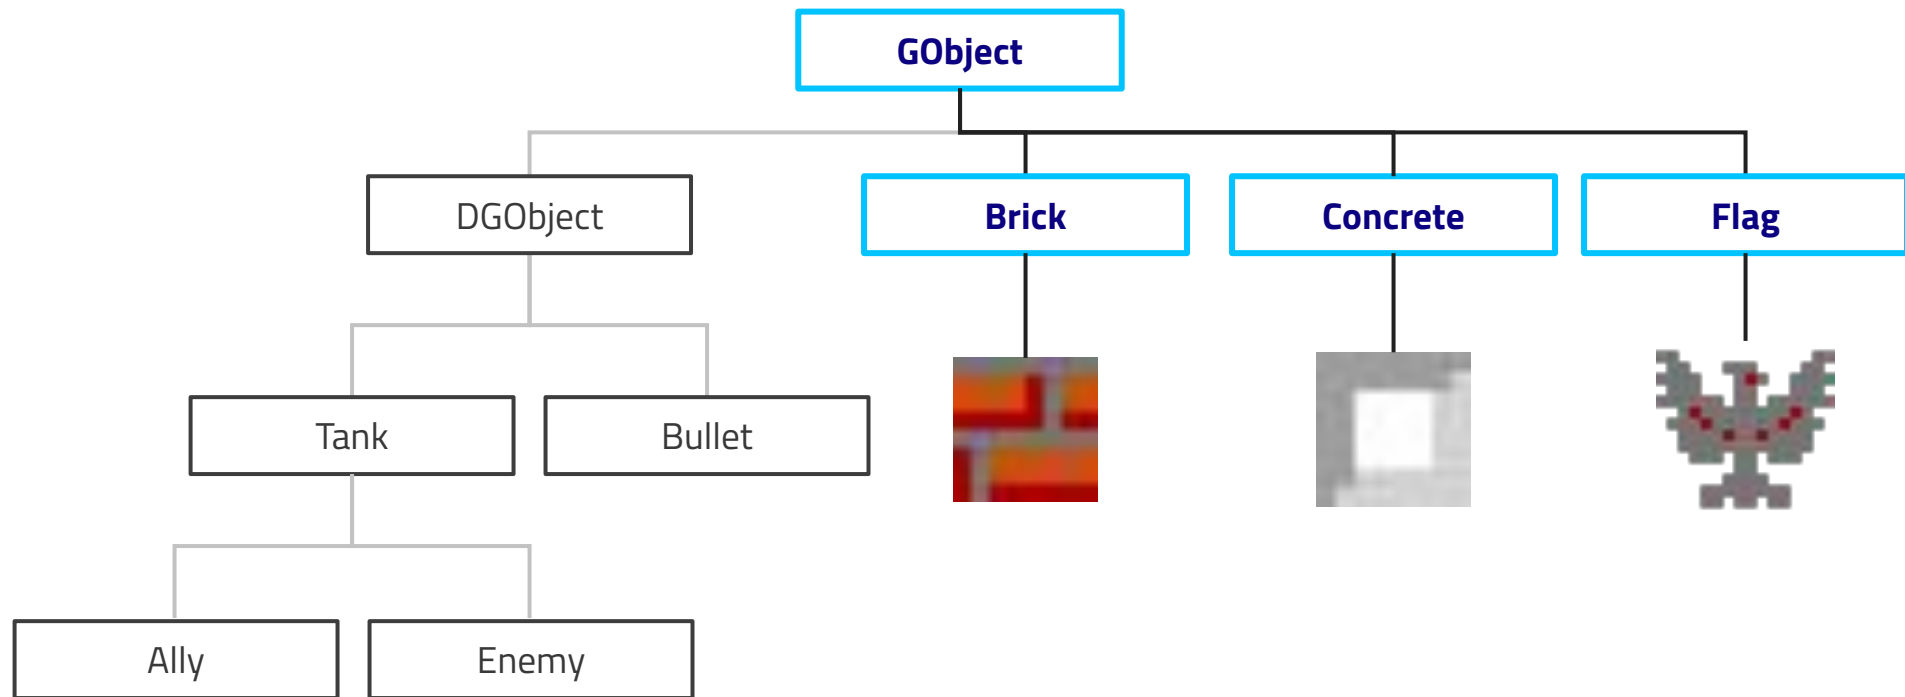 GObject
DGObject
Brick
Concrete
Flag
Tank
Bullet
Ally
Enemy